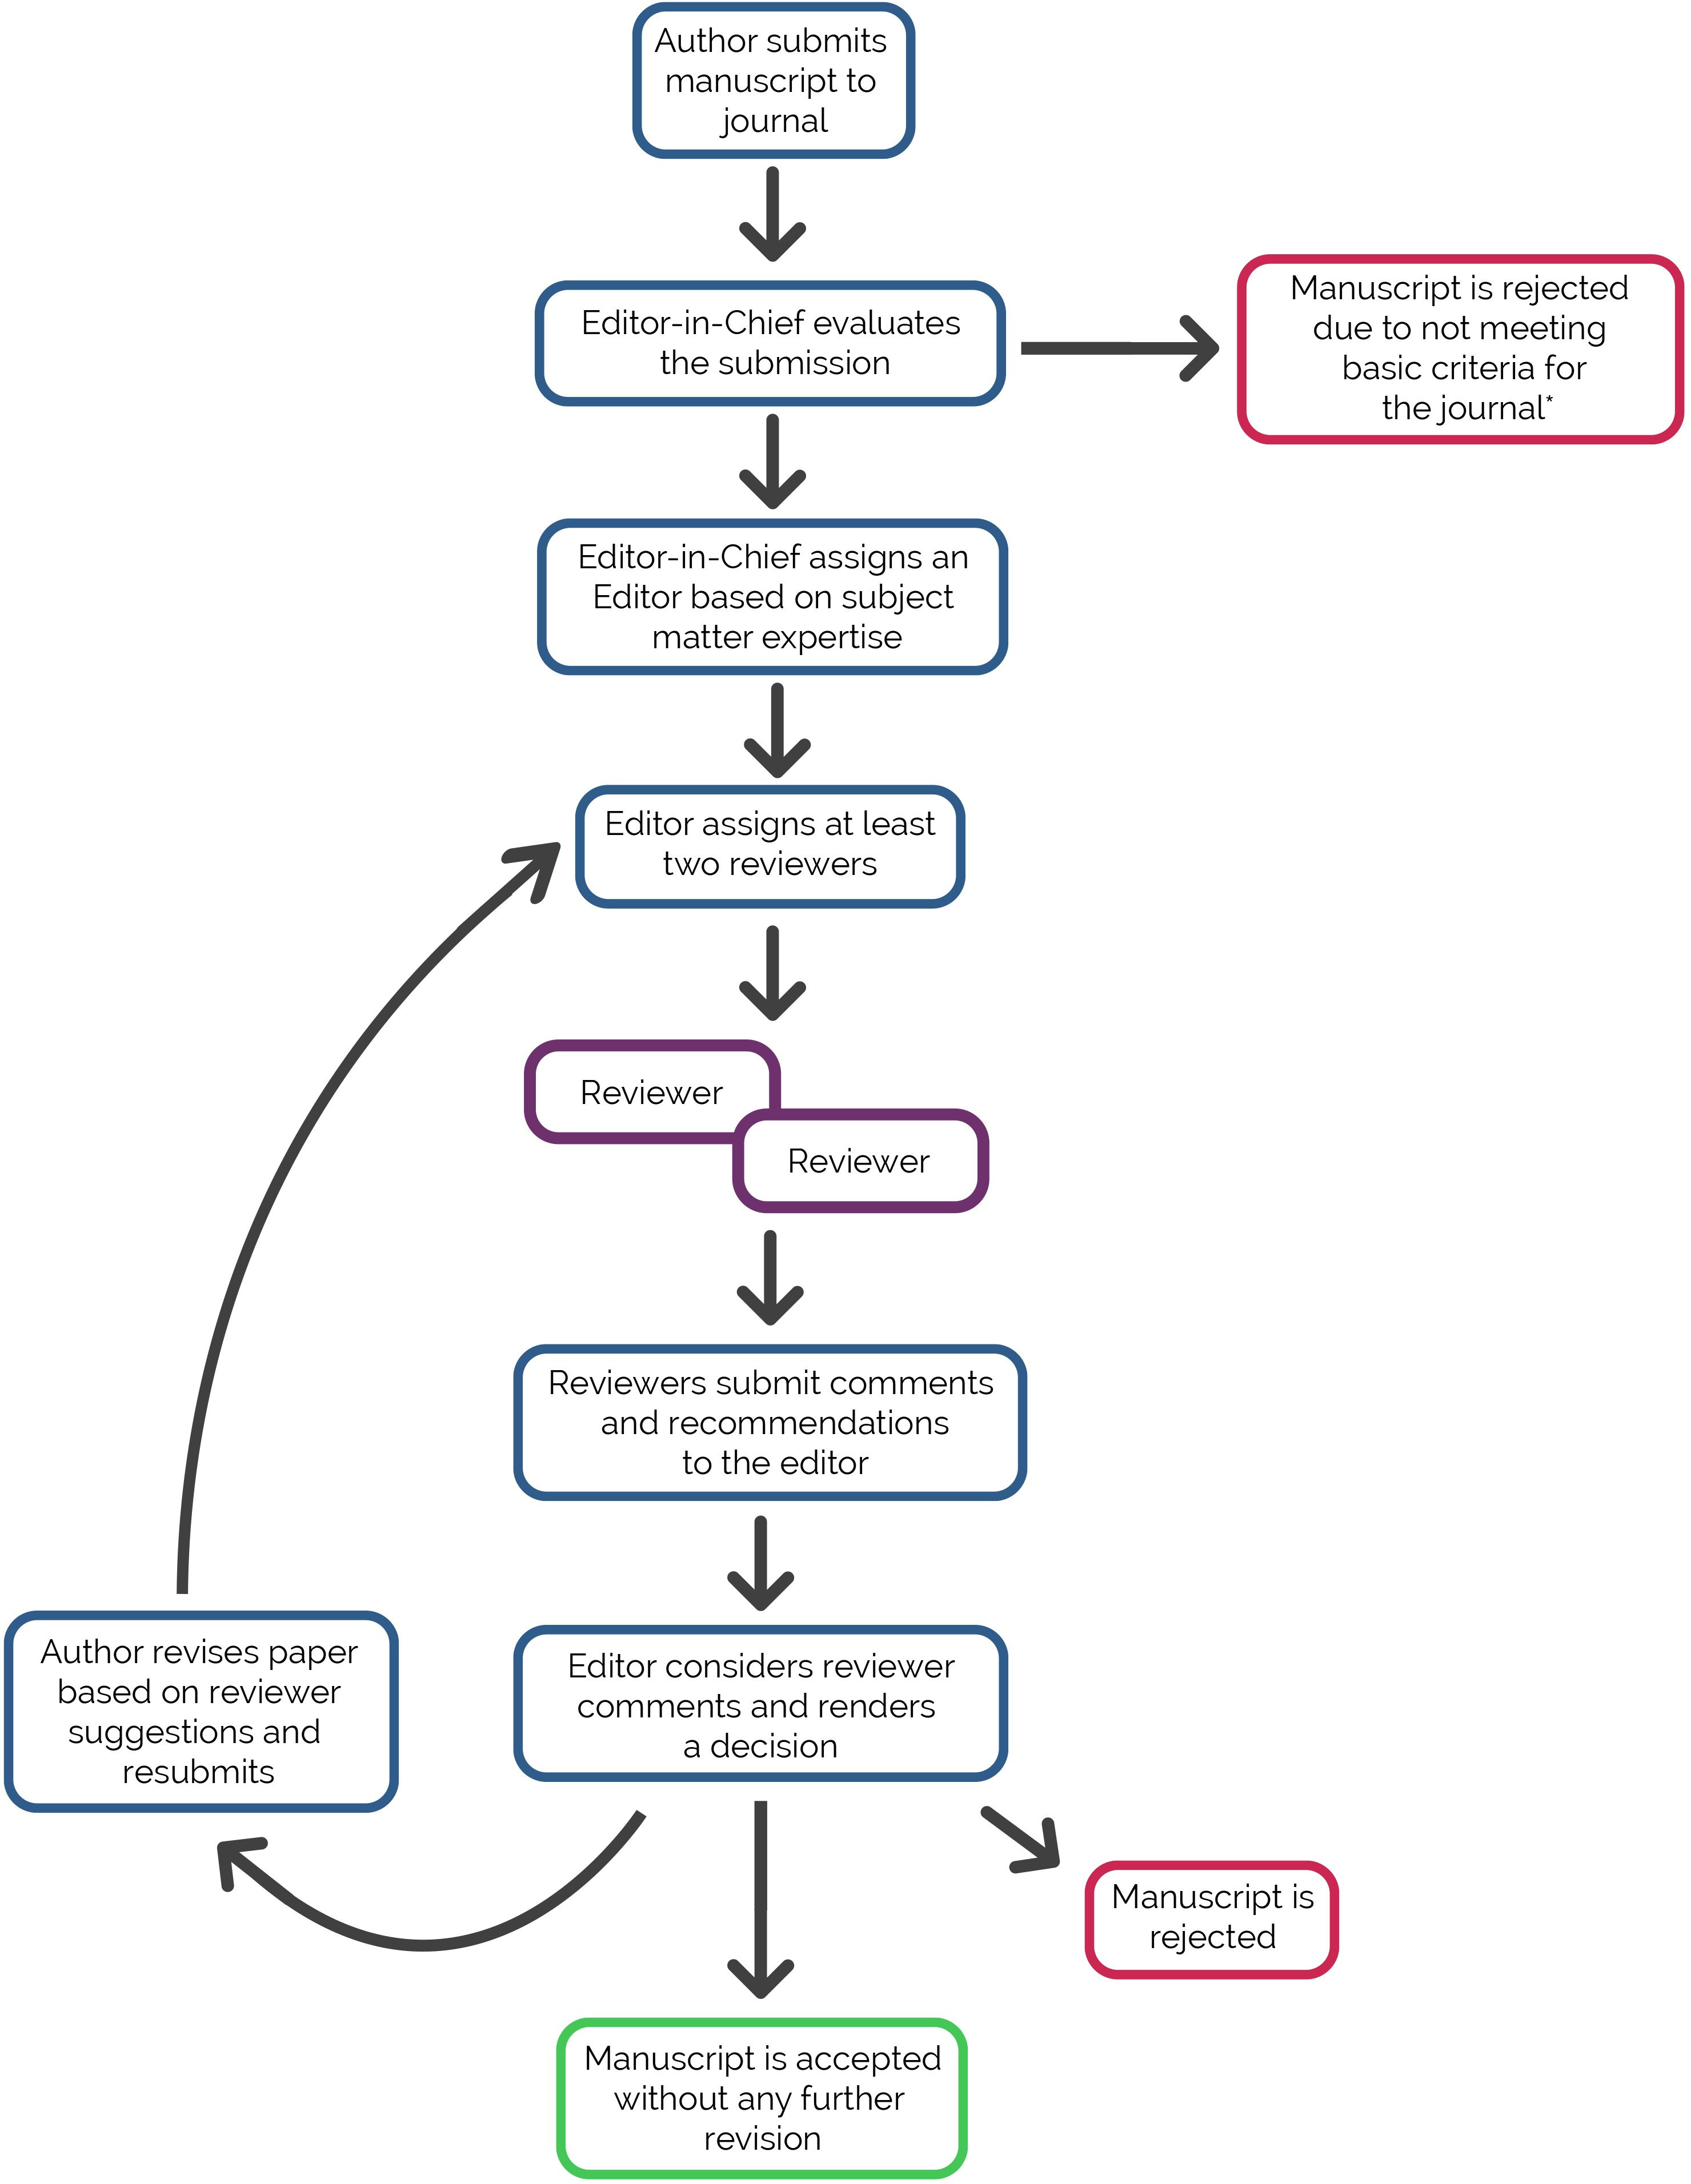 Author submits
manuscript to
journal
Editor-in-Chief evaluates
the submission
Manuscript is rejected
due to not meeting
basic criteria for
the journal*
Editor-in-Chief assigns an
Editor based on subject
matter expertise
Editor assigns at least
two reviewers
Reviewer
Reviewer
Reviewers submit comments
and recommendations
to the editor
Author revises paper
based on reviewer
suggestions and
resubmits
Editor considers reviewer
comments and renders
a decision
Manuscript is
rejected
Manuscript is accepted
without any further
revision